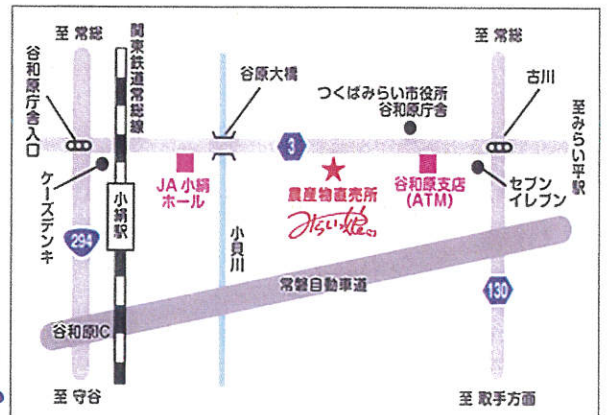 至 常総
関東鉄道常総線
谷和原庁舎入口
谷原大橋
つくばみらい市役所
谷和原庁舎
至 常総
古川
至みらい平駅
3
ケーズデンキ
JA 小絹
ホール
農産物直売所
みらい娘。
谷和原支店
(ATM)
セブン
イレブン
小絹駅
小貝川
294
常磐自動車道
130
谷和原IC
至 守谷
至 取手方面